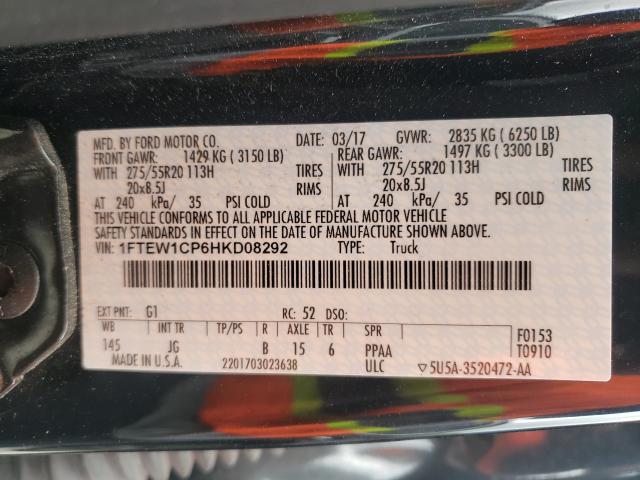 MFD. BY FORD MOTOR CO. DATE: 03/17 GVWR: 2835 KG ( 6250 LB)
FRONT GAWR: 1429 KG ( 3150 LB) REAR GAWR: 1497 KG ( 3300 LB)
WITH 275/55R20 113H TIRES WITH 275/55R20 113H TIRES
20x8.5J RIMS 20x8.5J RIMS
AT 240 kPa/ 35 PSI COLD AT 240 kPa/ 35 PSI COLD
THIS VEHICLE CONFORMS TO ALL APPLICABLE FEDERAL MOTOR VEHICLE
SAFETY STANDARDS IN EFFECT ON THE DATE OF MANUFACTURE SHOWN ABOVE.
VIN: 1FTEW1CP6HKD08292 TYPE: Truck
EXT PNT: G1 RC: 52 DSO:
WB INT TR TP/PS R AXLE TR SPR F0153
145 JG B 15 6 PPAA T0910
MADE IN U.S.A. 2201703023638 ULC ▽5U5A-3520472-AA